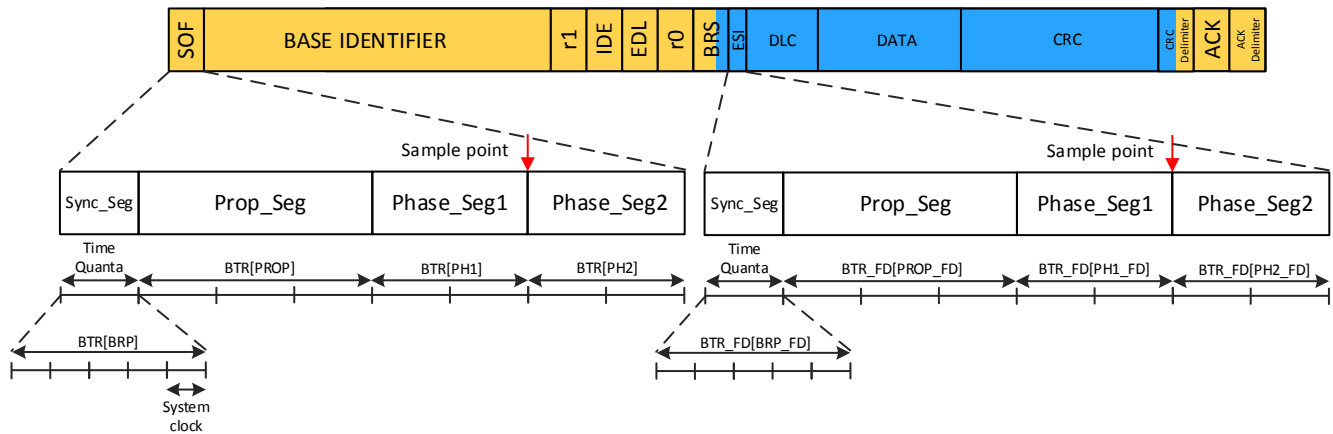 SOF
BASE IDENTIFIER
r1
IDE
EDL
r0
BRS
ESI
DLC
DATA
CRC
CRC
Delimiter
ACK
ACK
Delimiter
Sample point
Sample point
Sync_Seg
Prop_Seg
Phase_Seg1
Phase_Seg2
Sync_Seg
Prop_Seg
Phase_Seg1
Phase_Seg2
Time
Quanta
BTR[PROP]
BTR[PH1]
BTR[PH2]
Time
Quanta
BTR_FD[PROP_FD]
BTR_FD[PH1_FD]
BTR_FD[PH2_FD]
BTR[BRP]
BTR_FD[BRP_FD]
System
clock